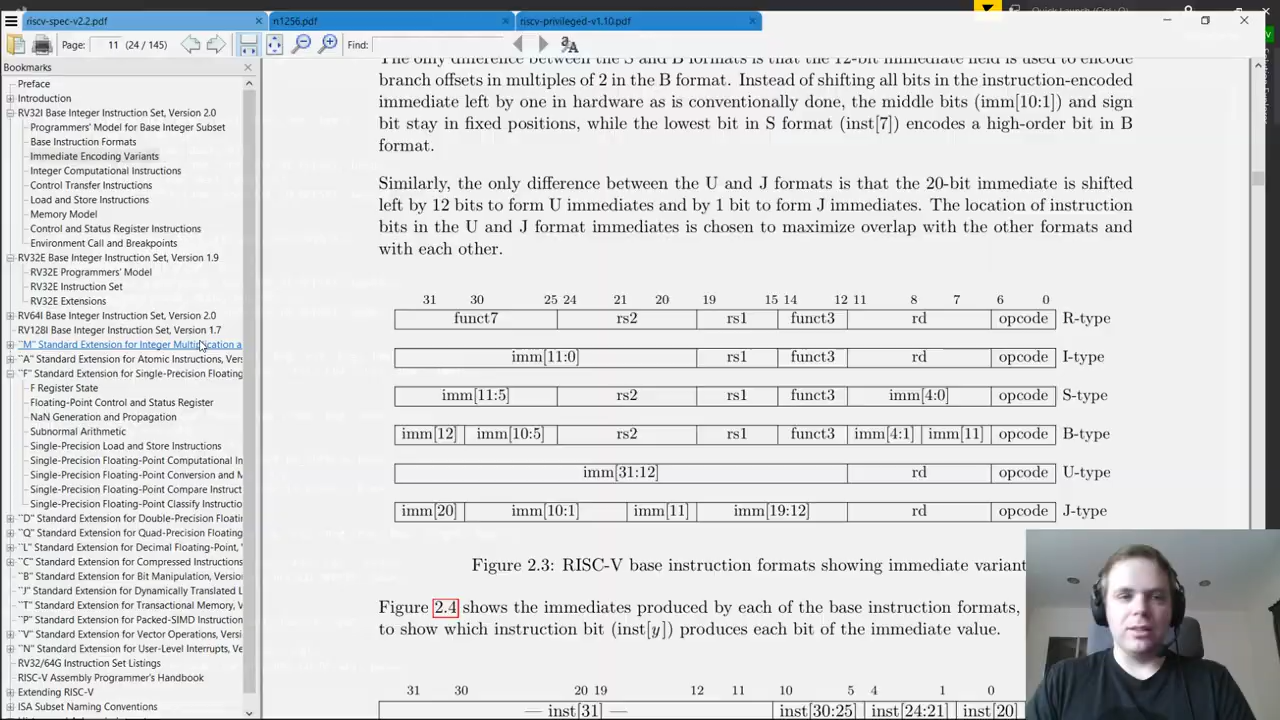 riscv-spec-v2.2.pdf
n1256.pdf
riscv-privileged-v1.10.pdf
Page: 11 (24 / 145)
Find:
Bookmarks
Preface
Introduction
RV32I Base Integer Instruction Set, Version 2.0
Programmers' Model for Base Integer Subset
Base Instruction Formats
Immediate Encoding Variants
Integer Computational Instructions
Control Transfer Instructions
Load and Store Instructions
Memory Model
Control and Status Register Instructions
Environment Call and Breakpoints
RV32E Base Integer Instruction Set, Version 1.9
RV32E Programmers' Model
RV32E Instruction Set
RV32E Extensions
RV64I Base Integer Instruction Set, Version 2.0
RV128I Base Integer Instruction Set, Version 1.7
``M'' Standard Extension for Integer Multiplication a
``A'' Standard Extension for Atomic Instructions, Vers
``F'' Standard Extension for Single-Precision Floating
F Register State
Floating-Point Control and Status Register
NaN Generation and Propagation
Subnormal Arithmetic
Single-Precision Load and Store Instructions
Single-Precision Floating-Point Computational In
Single-Precision Floating-Point Conversion and M
Single-Precision Floating-Point Compare Instruct
Single-Precision Floating-Point Classify Instructio
``D'' Standard Extension for Double-Precision Floati
``Q'' Standard Extension for Quad-Precision Floati
``L'' Standard Extension for Decimal Floating-Point,
``C'' Standard Extension for Compressed Instructions
``B'' Standard Extension for Bit Manipulation, Versio
``J'' Standard Extension for Dynamically Translated L
``T'' Standard Extension for Transactional Memory, V
``P'' Standard Extension for Packed-SIMD Instruction
``V'' Standard Extension for Vector Operations, Versi
``N'' Standard Extension for User-Level Interrupts, V
RV32/64G Instruction Set Listings
RISC-V Assembly Programmer's Handbook
Extending RISC-V
ISA Subset Naming Conventions
The only difference between the S and B formats is that the 12-bit immediate field is used to encode
branch offsets in multiples of 2 in the B format. Instead of shifting all bits in the instruction-encoded
immediate left by one in hardware as is conventionally done, the middle bits (imm[10:1]) and sign
bit stay in fixed positions, while the lowest bit in S format (inst[7]) encodes a high-order bit in B
format.
Similarly, the only difference between the U and J formats is that the 20-bit immediate is shifted
left by 12 bits to form U immediates and by 1 bit to form J immediates. The location of instruction
bits in the U and J format immediates is chosen to maximize overlap with the other formats and
with each other.
31 30 25 24 21 20 19 15 14 12 11 8 7 6 0
funct7 rs2 rs1 funct3 rd opcode R-type
imm[11:0] rs1 funct3 rd opcode I-type
imm[11:5] rs2 rs1 funct3 imm[4:0] opcode S-type
imm[12] imm[10:5] rs2 rs1 funct3 imm[4:1] imm[11] opcode B-type
imm[31:12] rd opcode U-type
imm[20] imm[10:1] imm[11] imm[19:12] rd opcode J-type
Figure 2.3: RISC-V base instruction formats showing immediate variant
Figure 2.4 shows the immediates produced by each of the base instruction formats,
to show which instruction bit (inst[y]) produces each bit of the immediate value.
31 30 20 19 12 11 10 5 4 1 0
— inst[31] — inst[30:25] inst[24:21] inst[20]